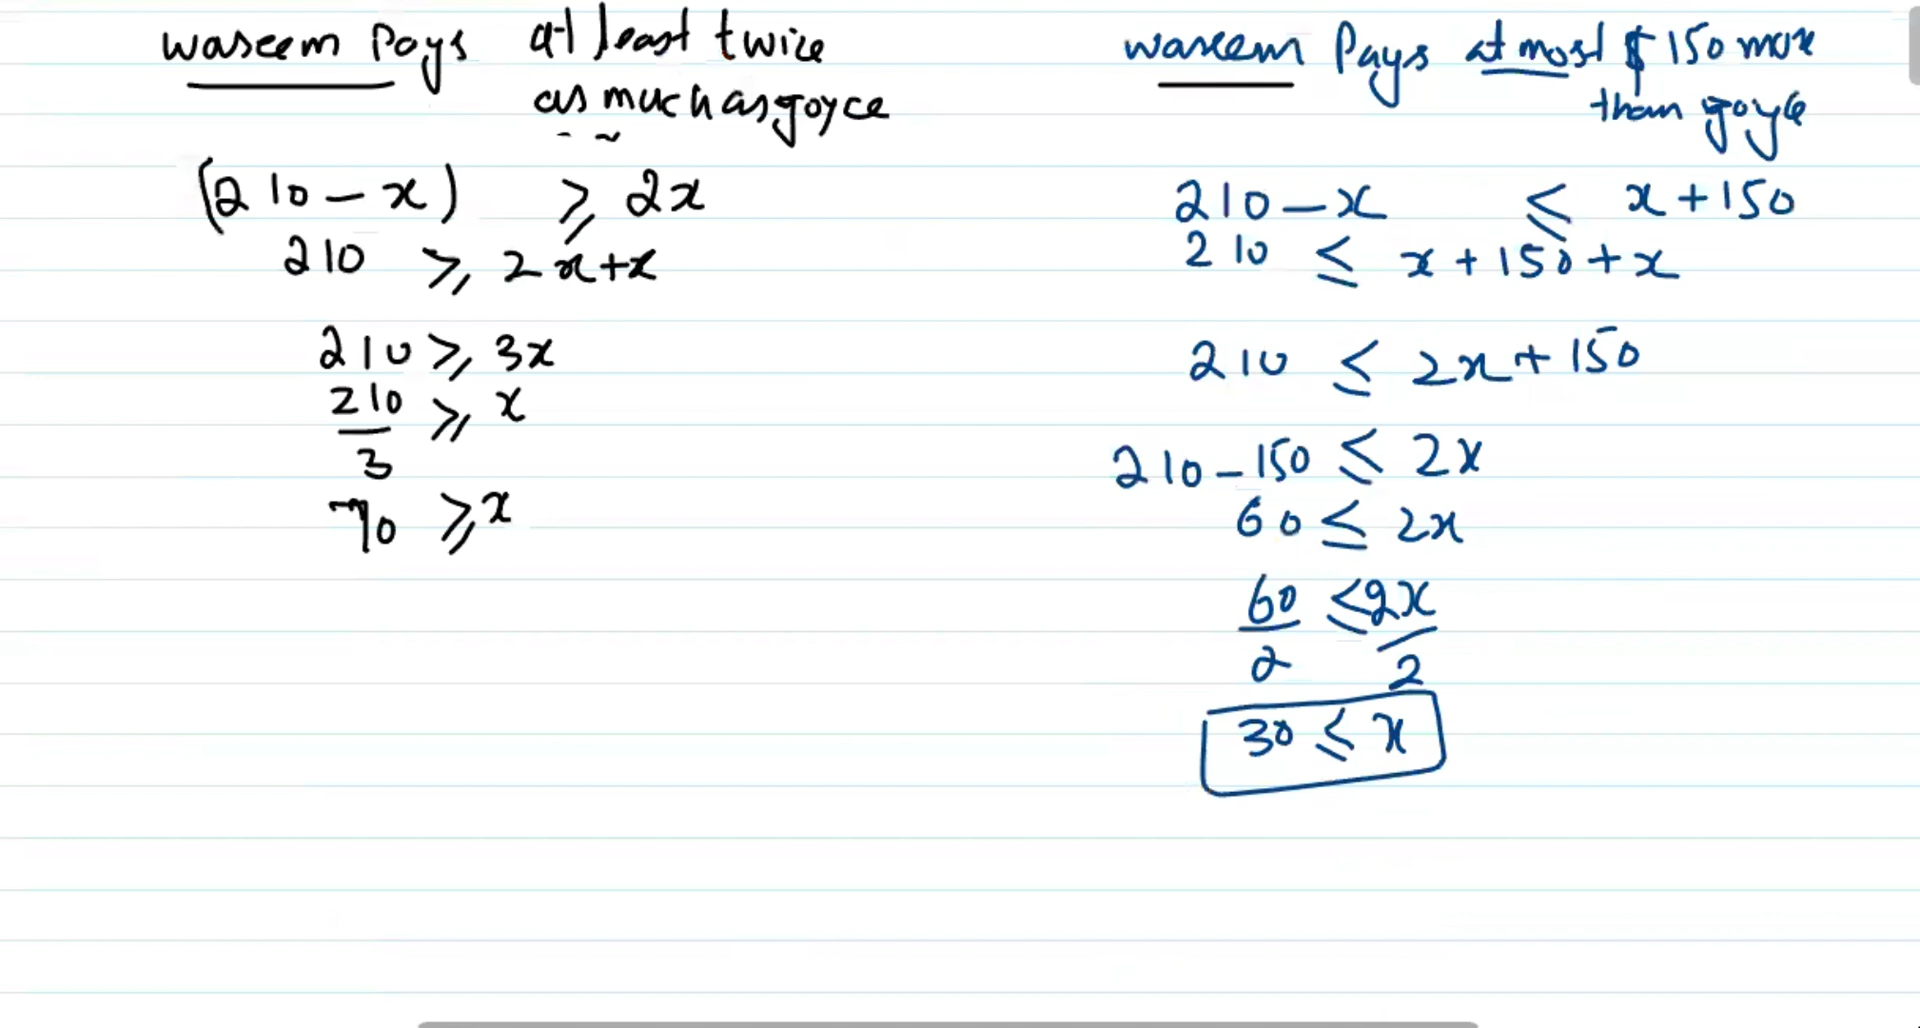 waseem Pays at least twice
as much as Joyce
(210 - x) ⩾ 2x
210 ⩾ 2x+x
210 ⩾ 3x
210/3 ⩾ x
70 ⩾ x
waseem Pays at most $150 more
than Joyce
210 - x ≤ x + 150
210 ≤ x + 150 + x
210 ≤ 2x + 150
210 - 150 ≤ 2x
60 ≤ 2x
60/2 ≤ 2x/2
30 ≤ x